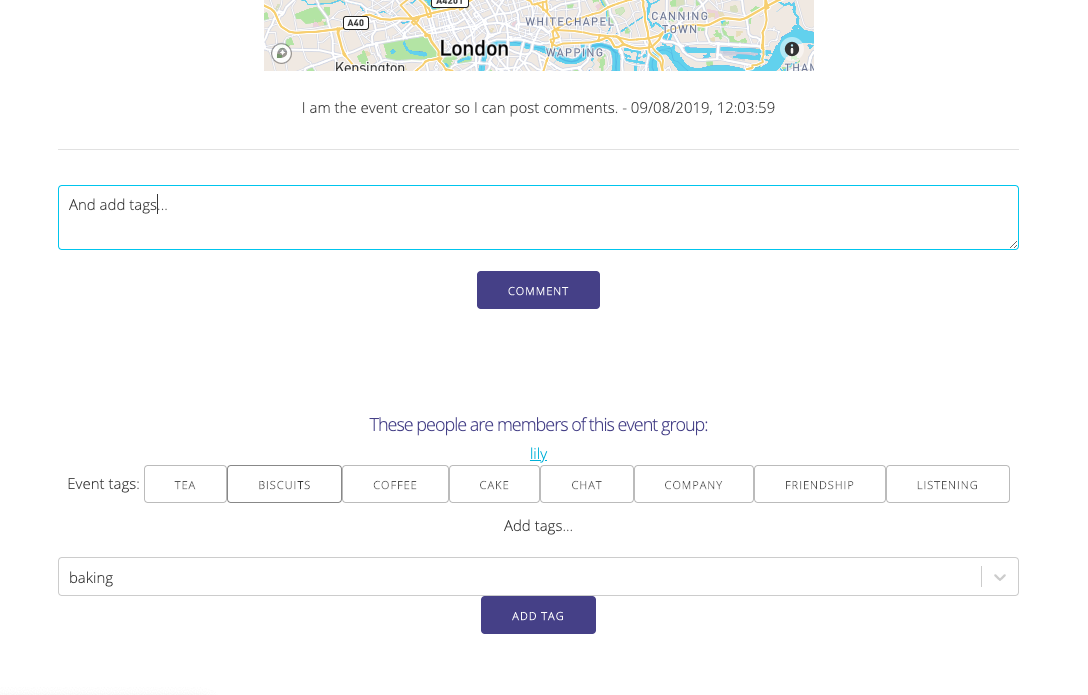 A4201
A40
WHITECHAPEL
CANNING
TOWN
London
WAPPING
Kensington
THAM
I am the event creator so I can post comments. - 09/08/2019, 12:03:59
And add tags...
COMMENT
These people are members of this event group:
lily
Event tags: TEA BISCUITS COFFEE CAKE CHAT COMPANY FRIENDSHIP LISTENING
Add tags...
baking
ADD TAG